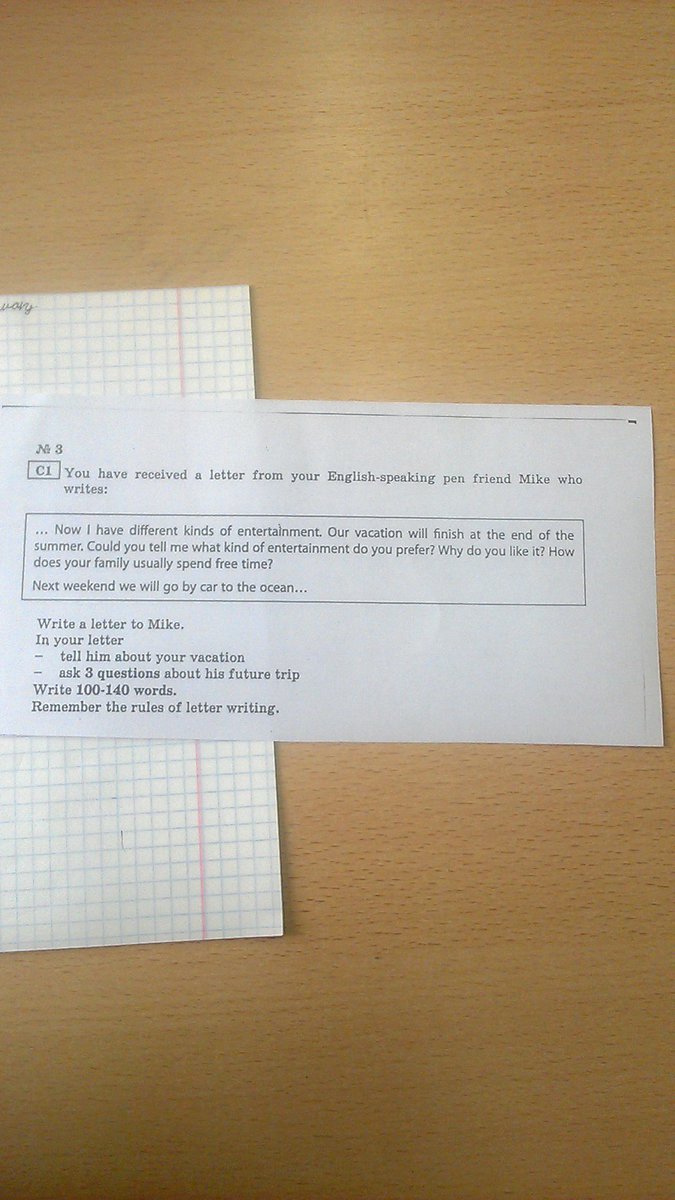 № 3
C1 You have received a letter from your English-speaking pen friend Mike who
writes:
... Now I have different kinds of entertainment. Our vacation will finish at the end of the
summer. Could you tell me what kind of entertainment do you prefer? Why do you like it? How
does your family usually spend free time?
Next weekend we will go by car to the ocean...
Write a letter to Mike.
In your letter
– tell him about your vacation
– ask 3 questions about his future trip
Write 100-140 words.
Remember the rules of letter writing.